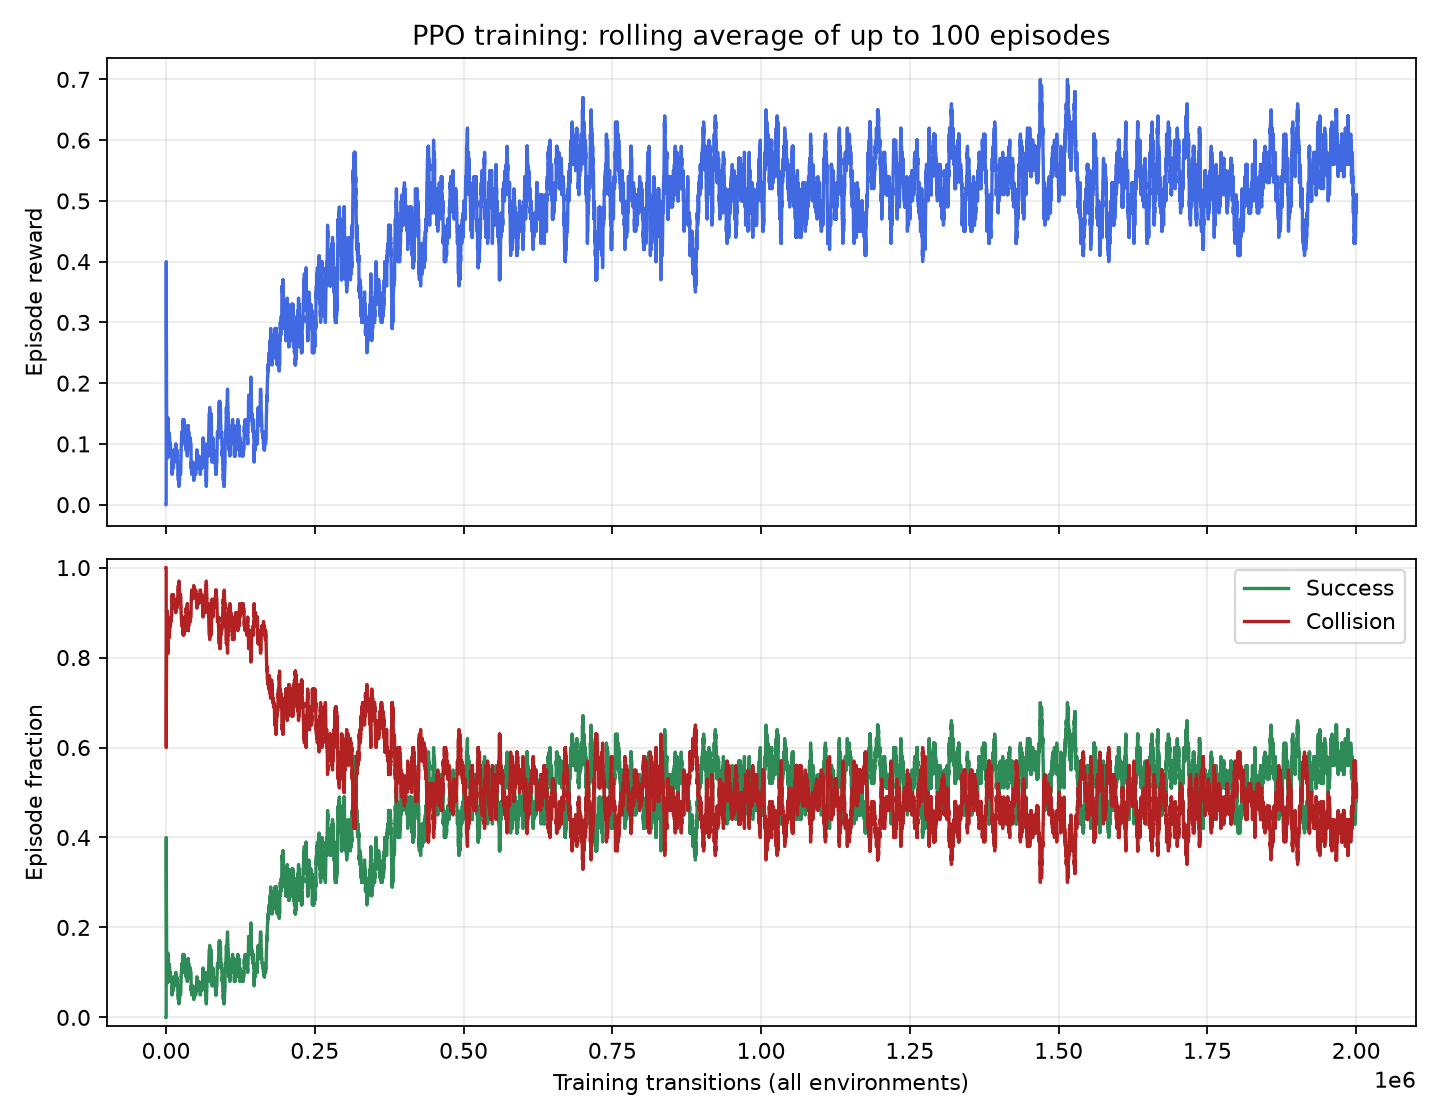 PPO training: rolling average of up to 100 episodes
0.7
0.6
0.5
0.4
0.3
0.2
0.1
0.0
Episode reward
1.0
0.8
0.6
0.4
0.2
0.0
Episode fraction
Success
Collision
0.00 0.25 0.50 0.75 1.00 1.25 1.50 1.75 2.00
Training transitions (all environments)
1e6